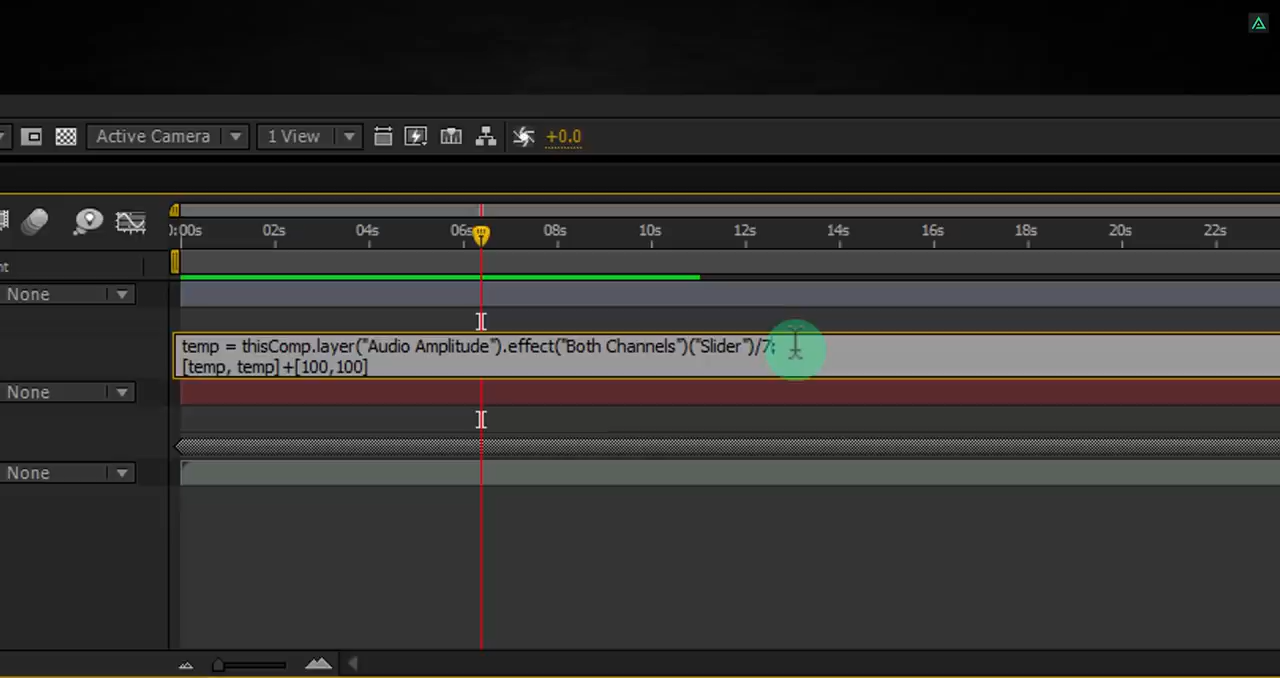 Active Camera 1 View +0.0
0:00s 02s 04s 06s 08s 10s 12s 14s 16s 18s 20s 22s
None
temp = thisComp.layer("Audio Amplitude").effect("Both Channels")("Slider")/7;
[temp, temp]+[100,100]
None
None